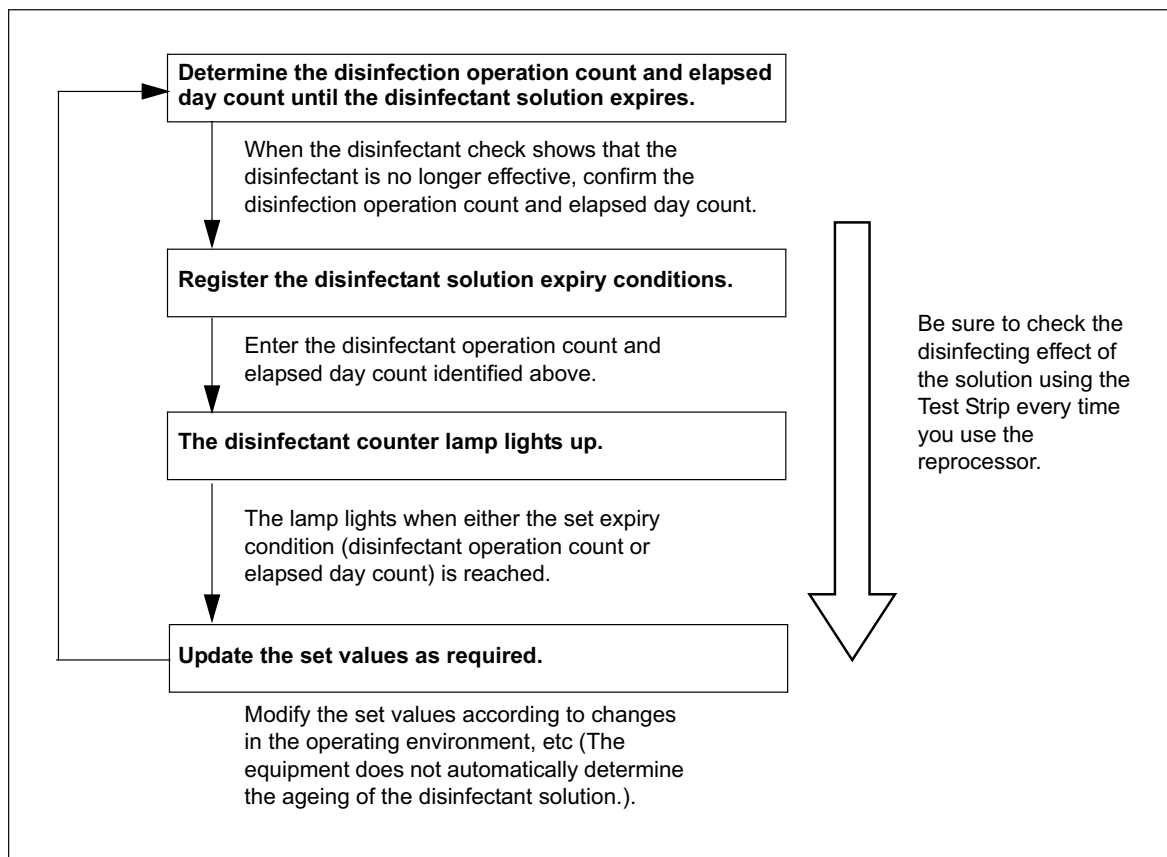 Determine the disinfection operation count and elapsed
day count until the disinfectant solution expires.
When the disinfectant check shows that the
disinfectant is no longer effective, confirm the
disinfection operation count and elapsed day count.
Register the disinfectant solution expiry conditions.
Enter the disinfectant operation count and
elapsed day count identified above.
The disinfectant counter lamp lights up.
The lamp lights when either the set expiry
condition (disinfectant operation count or
elapsed day count) is reached.
Update the set values as required.
Modify the set values according to changes
in the operating environment, etc (The
equipment does not automatically determine
the ageing of the disinfectant solution.).
Be sure to check the
disinfecting effect of
the solution using the
Test Strip every time
you use the
reprocessor.